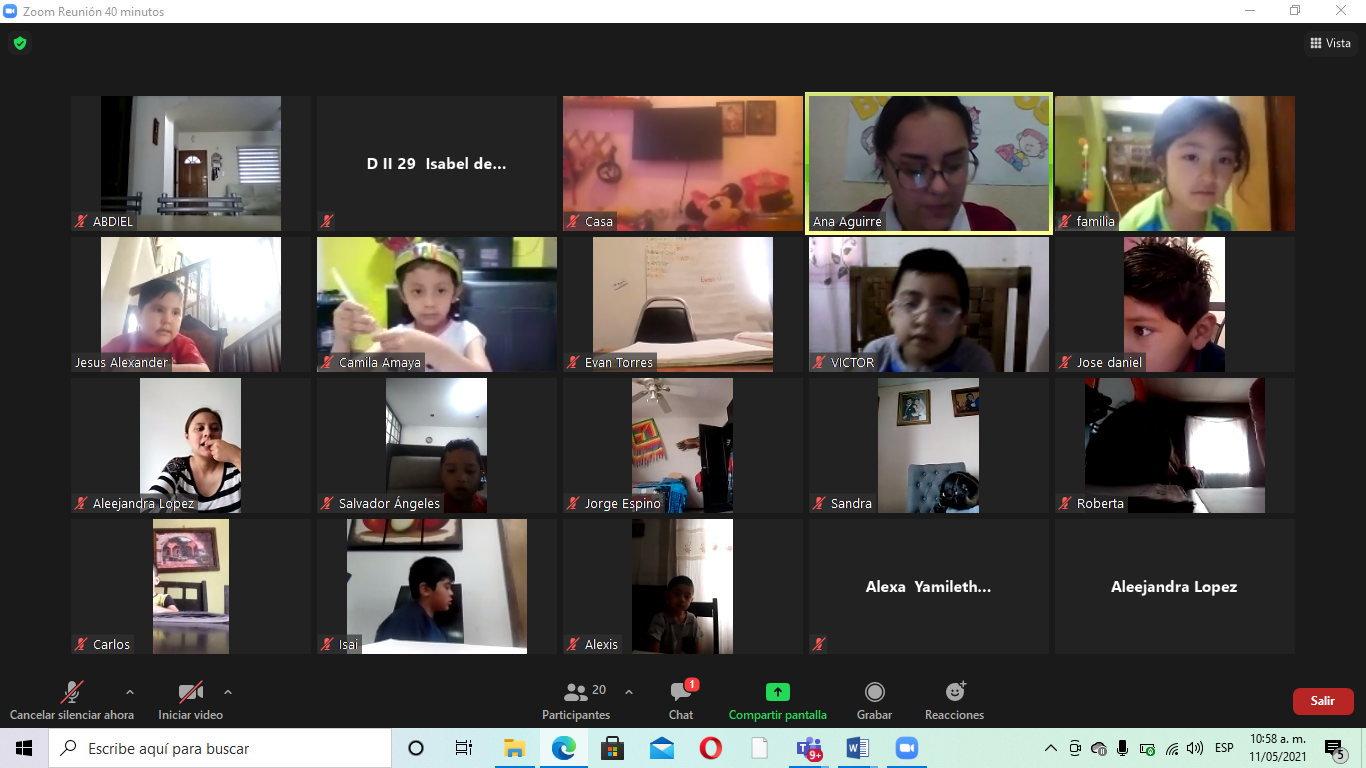 Zoom Reunión 40 minutos
Vista
ABDIEL
D II 29 Isabel de...
Casa
Ana Aguirre
familia
Jesus Alexander
Camila Amaya
Evan Torres
VICTOR
Jose daniel
Aleejandra Lopez
Salvador Ángeles
Jorge Espino
Sandra
Roberta
Carlos
Isai
Alexis
Alexa Yamileth...
Aleejandra Lopez
Cancelar silenciar ahora
Iniciar video
20
Participantes
1
Chat
Compartir pantalla
Grabar
Reacciones
Salir
Escribe aquí para buscar
9+
ESP
10:58 a. m.
11/05/2021
5